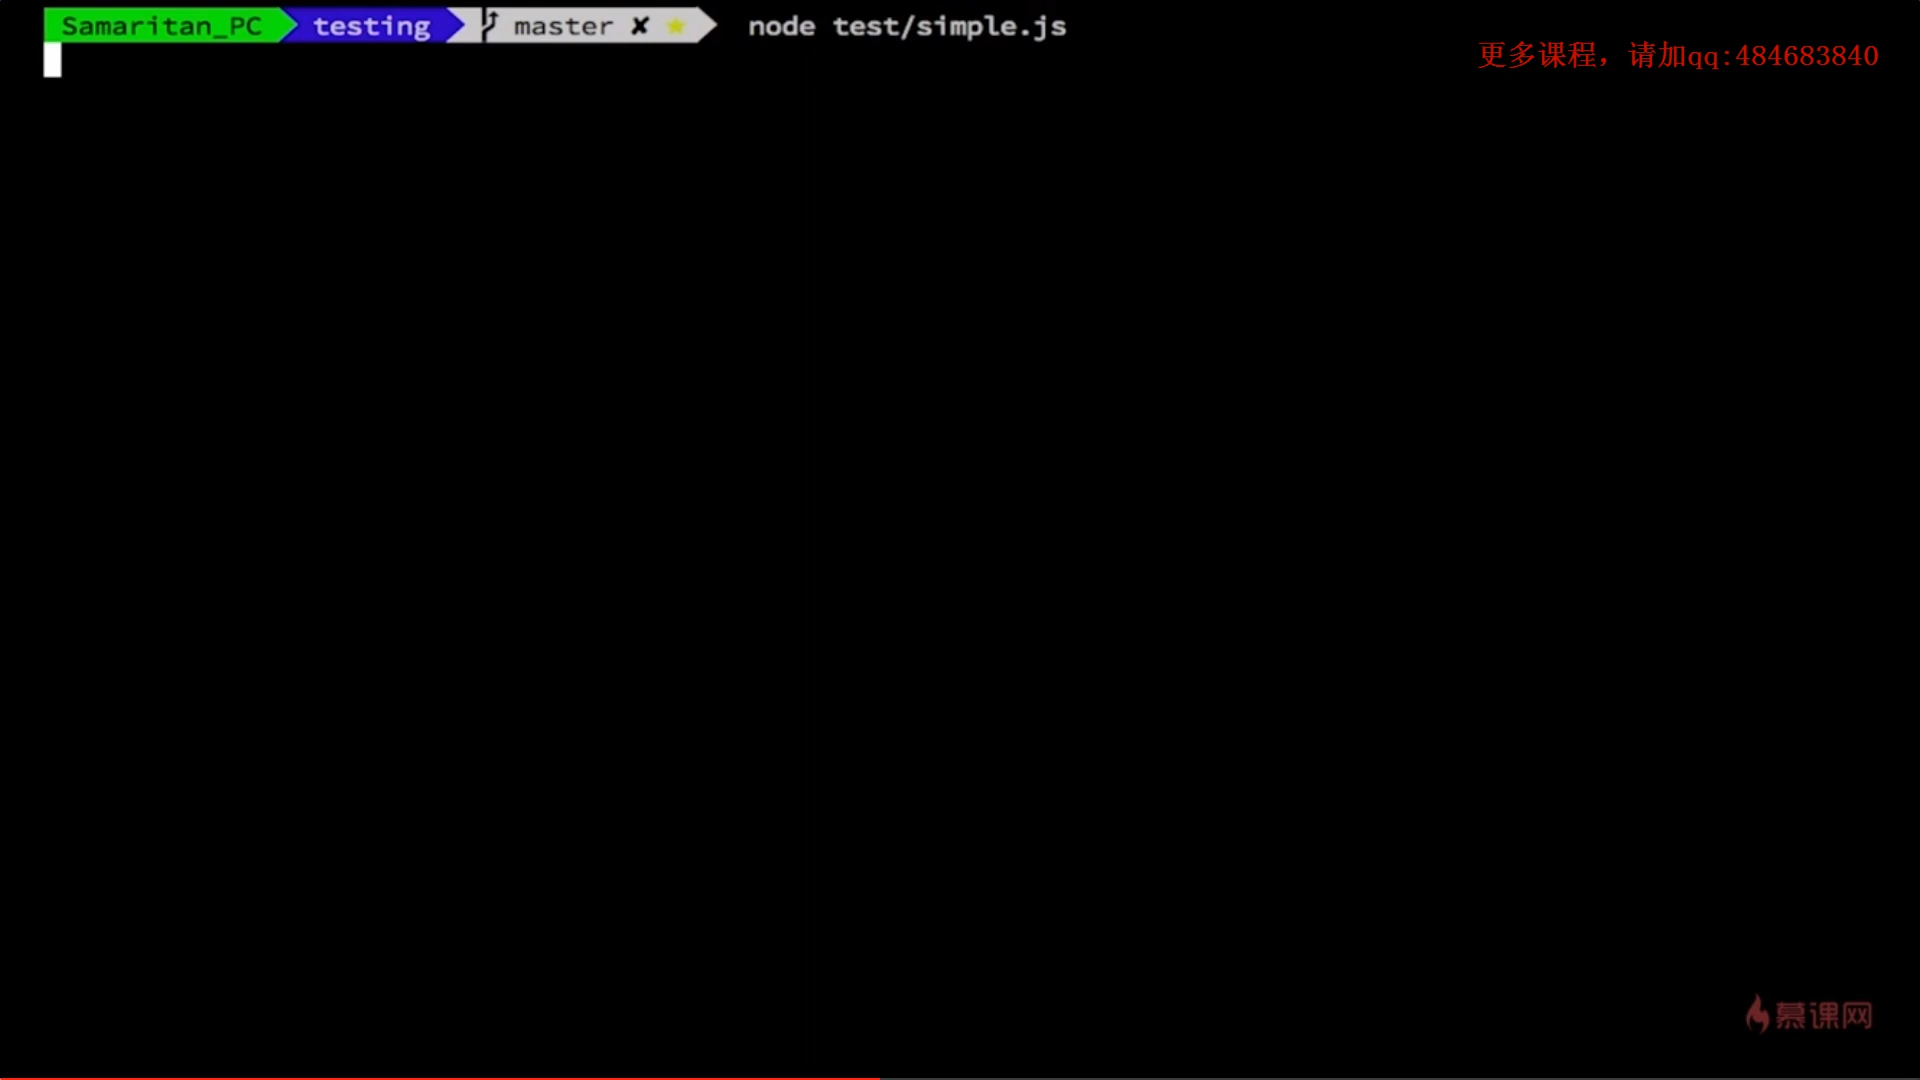 Samaritan_PC testing master ✘ ★ node test/simple.js
更多课程，请加qq:484683840
慕课网